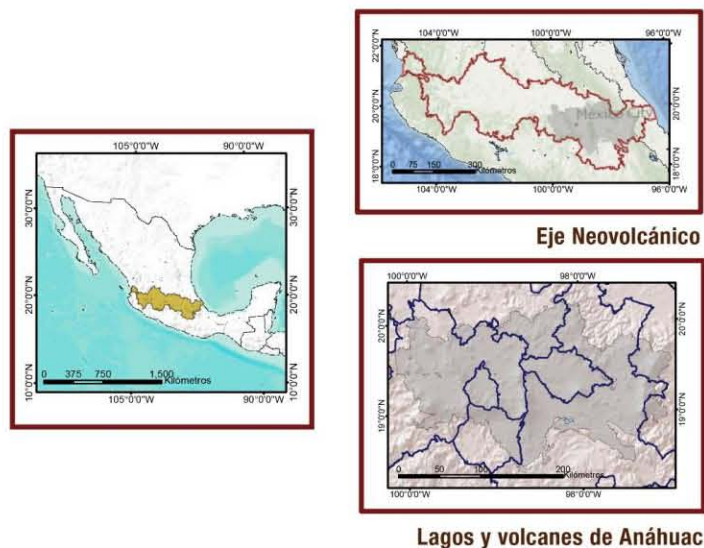 105°0'0"W 90°0'0"W
30°0'0"N 30°0'0"N
20°0'0"N 20°0'0"N
10°0'0"N 10°0'0"N
0 375 750 1,500
Kilómetros
105°0'0"W 90°0'0"W
104°0'0"W 100°0'0"W 96°0'0"W
22°0'0"N
20°0'0"N 20°0'0"N
18°0'0"N 18°0'0"N
Mexico City
0 75 150 300
Kilómetros
104°0'0"W 100°0'0"W 96°0'0"W
Eje Neovolcánico
100°0'0"W 98°0'0"W
20°0'0"N 20°0'0"N
19°0'0"N 19°0'0"N
0 50 100 200
Kilómetros
100°0'0"W 98°0'0"W
Lagos y volcanes de Anáhuac